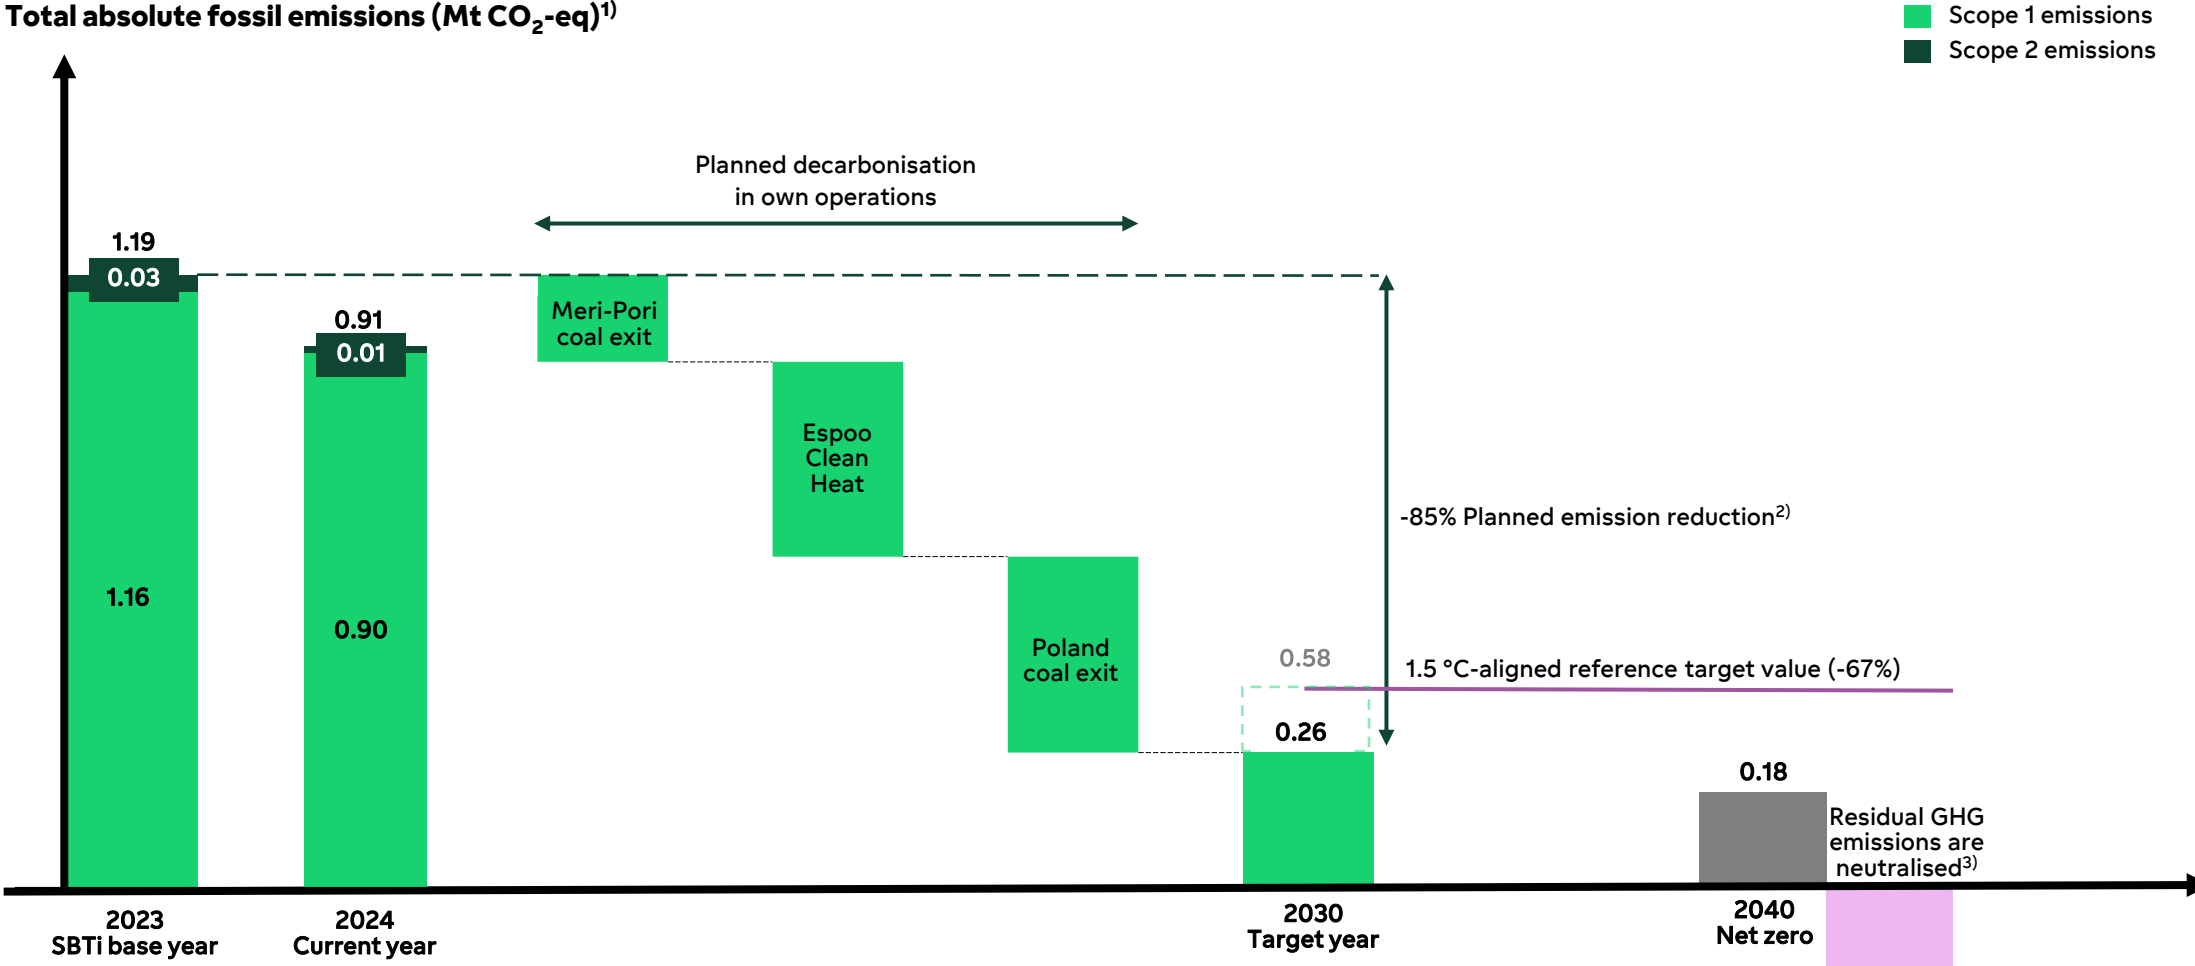 Total absolute fossil emissions (Mt CO₂-eq)¹⁾
Scope 1 emissions
Scope 2 emissions
Planned decarbonisation
in own operations
1.19
0.03
1.16
0.91
0.01
0.90
Meri-Pori
coal exit
Espoo
Clean
Heat
Poland
coal exit
-85% Planned emission reduction²⁾
0.58
1.5 °C-aligned reference target value (-67%)
0.26
0.18
Residual GHG
emissions are
neutralised³⁾
2023
SBTi base year
2024
Current year
2030
Target year
2040
Net zero